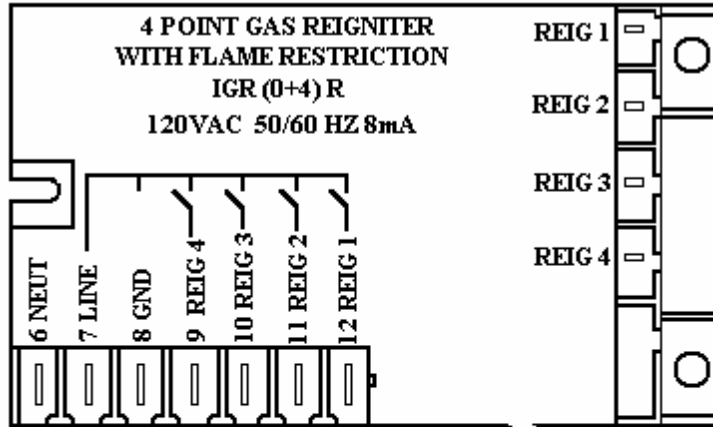 4 POINT GAS REIGNITER
WITH FLAME RESTRICTION
IGR (0+4) R
120VAC 50/60 HZ 8mA
REIG 1
REIG 2
REIG 3
REIG 4
6 NEUT
7 LINE
8 GND
9 REIG 4
10 REIG 3
11 REIG 2
12 REIG 1